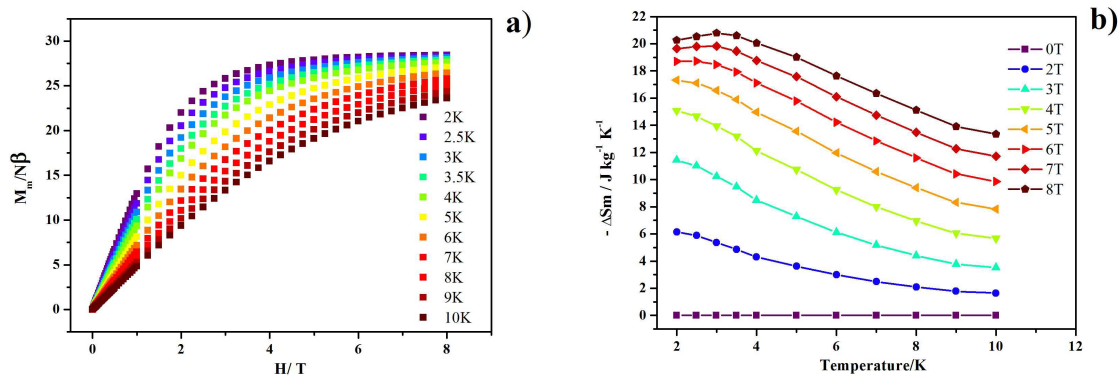 a)
30
25
20
15
10
5
0
M_m/Nβ
0
2
4
6
8
H/ T
2K
2.5K
3K
3.5K
4K
5K
6K
7K
8K
9K
10K
b)
22
20
18
16
14
12
10
8
6
4
2
0
- ΔSm / J kg⁻¹ K⁻¹
2
4
6
8
10
12
Temperature/K
0T
2T
3T
4T
5T
6T
7T
8T